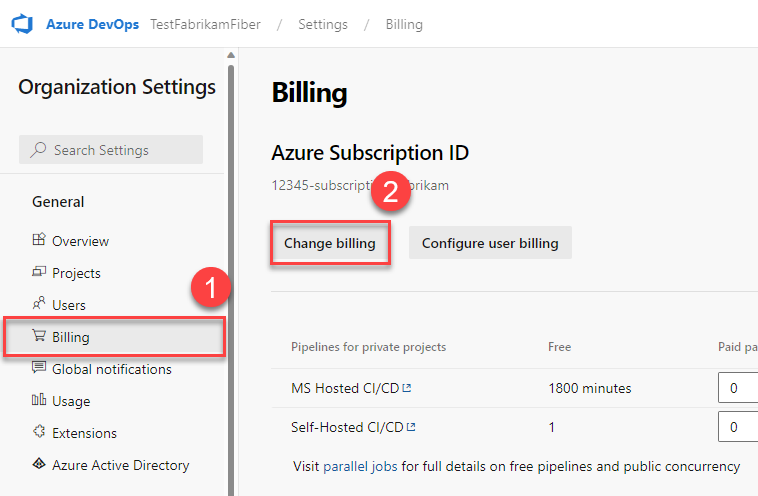 Azure DevOps TestFabrikamFiber / Settings / Billing
Organization Settings
Search Settings
General
Overview
Projects
1
Users
Billing
Global notifications
Usage
Extensions
Azure Active Directory
Billing
Azure Subscription ID
12345-subscripti brikam
2
Change billing
Configure user billing
Pipelines for private projects Free Paid pa
MS Hosted CI/CD 1800 minutes 0
Self-Hosted CI/CD 1 0
Visit parallel jobs for full details on free pipelines and public concurrency